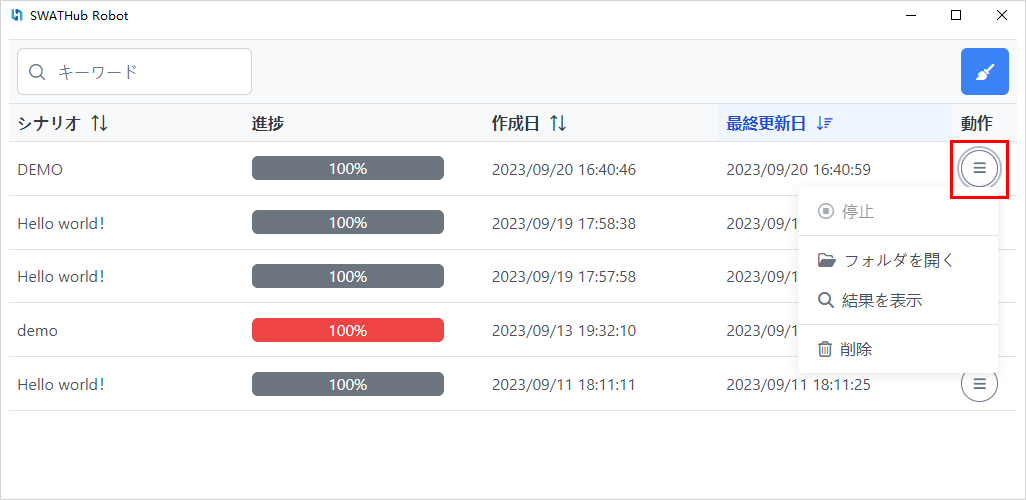 SWATHub Robot
キーワード
シナリオ 進捗 作成日 最終更新日 動作
DEMO 100% 2023/09/20 16:40:46 2023/09/20 16:40:59
停止
Hello world! 100% 2023/09/19 17:58:38 2023/09/1
フォルダを開く
Hello world! 100% 2023/09/19 17:57:58 2023/09/1
結果を表示
demo 100% 2023/09/13 19:32:10 2023/09/1
削除
Hello world! 100% 2023/09/11 18:11:11 2023/09/11 18:11:25